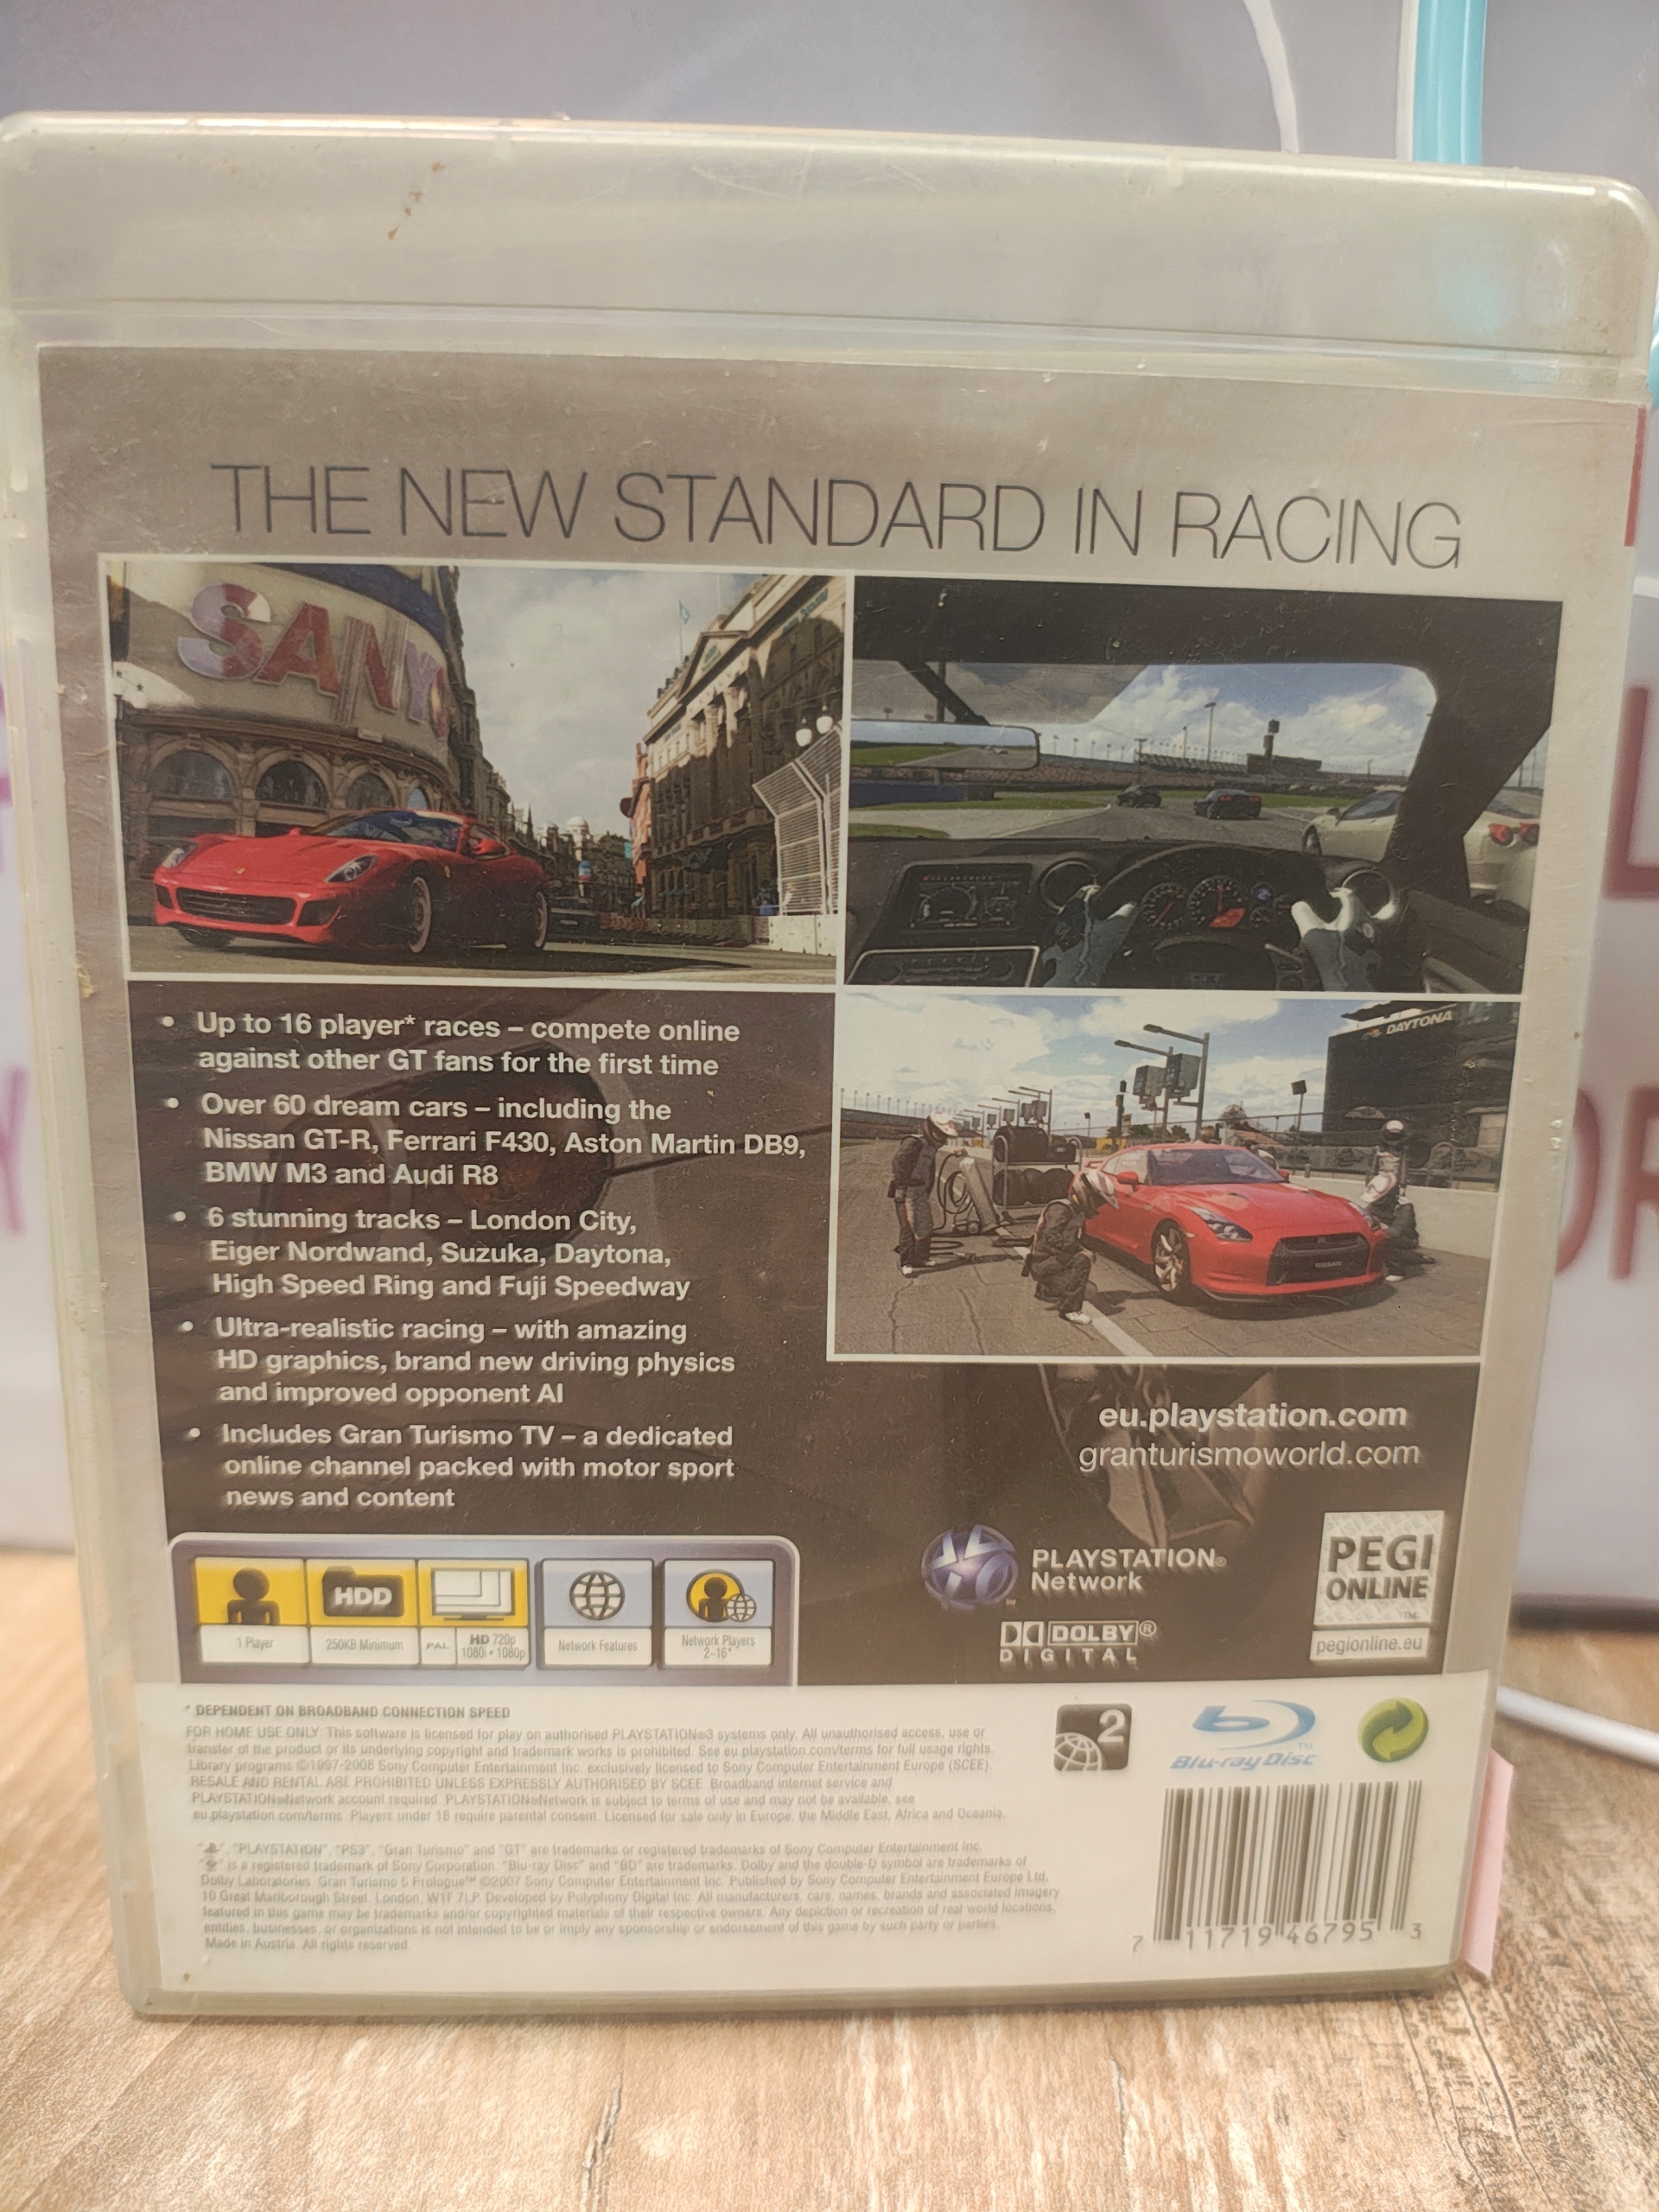 THE NEW STANDARD IN RACING
SANYO
DAYTONA
NISSAN
• Up to 16 player* races – compete online
against other GT fans for the first time
• Over 60 dream cars – including the
Nissan GT-R, Ferrari F430, Aston Martin DB9,
BMW M3 and Audi R8
• 6 stunning tracks – London City,
Eiger Nordwand, Suzuka, Daytona,
High Speed Ring and Fuji Speedway
• Ultra-realistic racing – with amazing
HD graphics, brand new driving physics
and improved opponent AI
• Includes Gran Turismo TV – a dedicated
online channel packed with motor sport
news and content
eu.playstation.com
granturismoworld.com
HDD
1 Player
250KB Minimum
PAL
HD 720p
1080i • 1080p
Network Features
Network Players
2-16*
PLAYSTATION®
Network
TM
DOLBY®
DIGITAL
PEGI
ONLINE
TM
pegionline.eu
* DEPENDENT ON BROADBAND CONNECTION SPEED
FOR HOME USE ONLY: This software is licensed for play on authorised PLAYSTATION®3 systems only. All unauthorised access, use or
transfer of the product or its underlying copyright and trademark works is prohibited. See eu.playstation.com/terms for full usage rights.
Library programs ©1997-2008 Sony Computer Entertainment Inc. exclusively licensed to Sony Computer Entertainment Europe (SCEE).
RESALE AND RENTAL ARE PROHIBITED UNLESS EXPRESSLY AUTHORISED BY SCEE. Broadband internet service and
PLAYSTATION®Network account required. PLAYSTATION®Network is subject to terms of use and may not be available, see
eu.playstation.com/terms. Players under 18 require parental consent. Licensed for sale only in Europe, the Middle East, Africa and Oceania.
2
TM
Blu-ray Disc
"PLAYSTATION", "PS3", "Gran Turismo" and "GT" are trademarks or registered trademarks of Sony Computer Entertainment Inc.
is a registered trademark of Sony Corporation. "Blu-ray Disc" and "BD" are trademarks. Dolby and the double-D symbol are trademarks of
Dolby Laboratories. Gran Turismo 5 Prologue™ ©2007 Sony Computer Entertainment Inc. Published by Sony Computer Entertainment Europe Ltd,
10 Great Marlborough Street, London, W1F 7LP. Developed by Polyphony Digital Inc. All manufacturers, cars, names, brands and associated imagery
featured in this game may be trademarks and/or copyrighted materials of their respective owners. Any depiction or recreation of real world locations,
entities, businesses, or organizations is not intended to be or imply any sponsorship or endorsement of this game by such party or parties.
Made in Austria. All rights reserved.
7 11719 46795 3